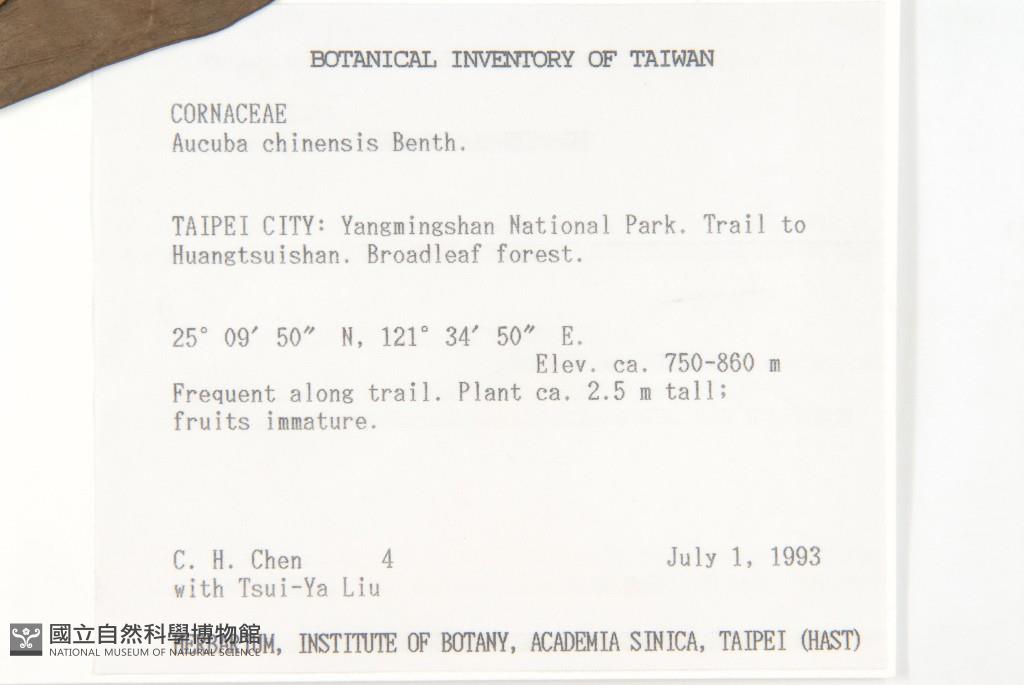 BOTANICAL INVENTORY OF TAIWAN
CORNACEAE
Aucuba chinensis Benth.
TAIPEI CITY: Yangmingshan National Park. Trail to
Huangtsuishan. Broadleaf forest.
25° 09′ 50″ N, 121° 34′ 50″ E.
Elev. ca. 750-860 m
Frequent along trail. Plant ca. 2.5 m tall;
fruits immature.
C. H. Chen 4 July 1, 1993
with Tsui-Ya Liu
HERBARIUM, INSTITUTE OF BOTANY, ACADEMIA SINICA, TAIPEI (HAST)
國立自然科學博物館
NATIONAL MUSEUM OF NATURAL SCIENCE